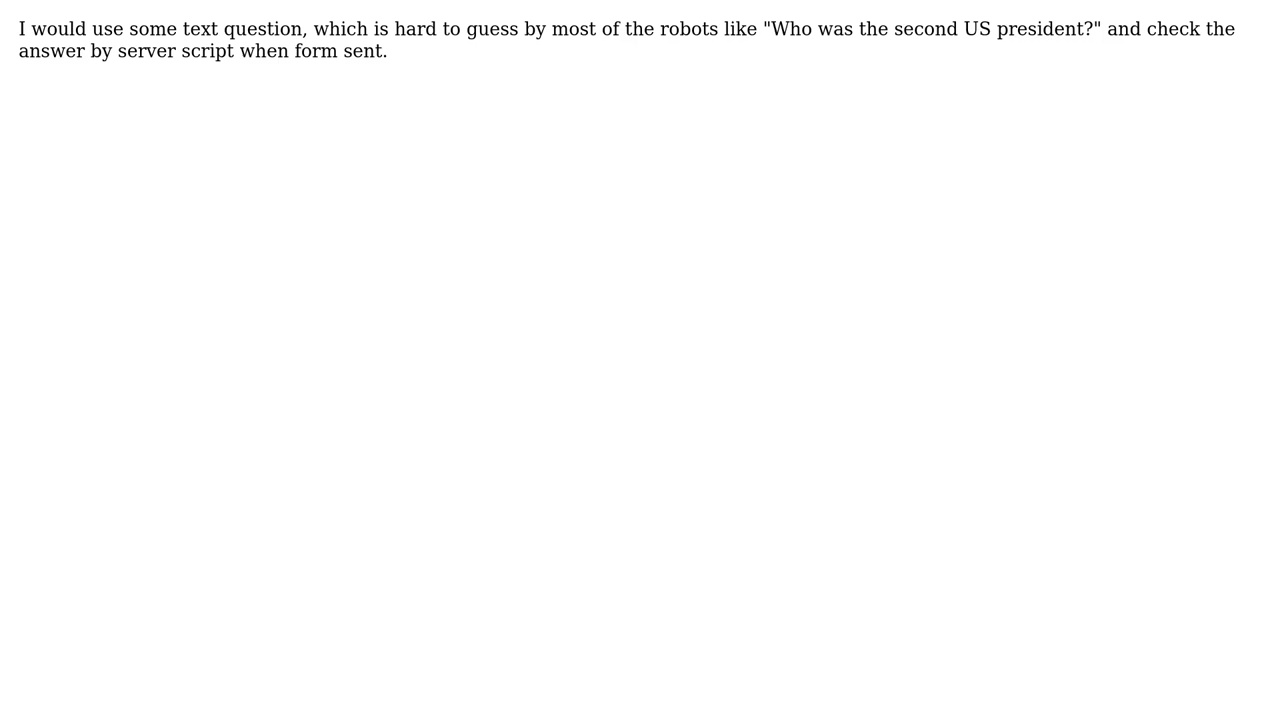 I would use some text question, which is hard to guess by most of the robots like "Who was the second US president?" and check the
answer by server script when form sent.